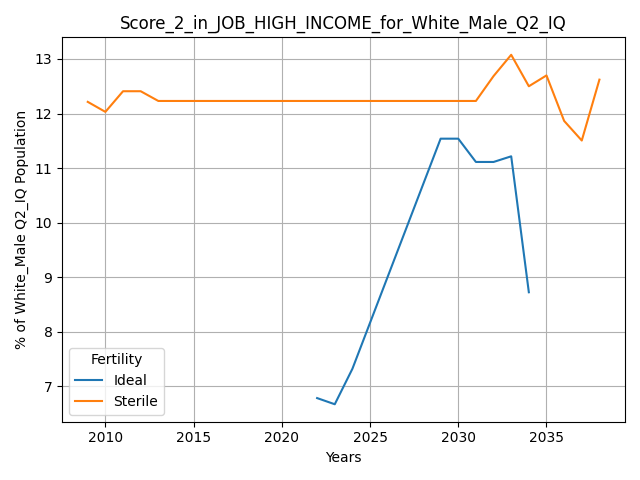 Score_2_in_JOB_HIGH_INCOME_for_White_Male_Q2_IQ
% of White_Male Q2_IQ Population
13
12
11
10
9
8
7
Fertility
Ideal
Sterile
2010 2015 2020 2025 2030 2035
Years